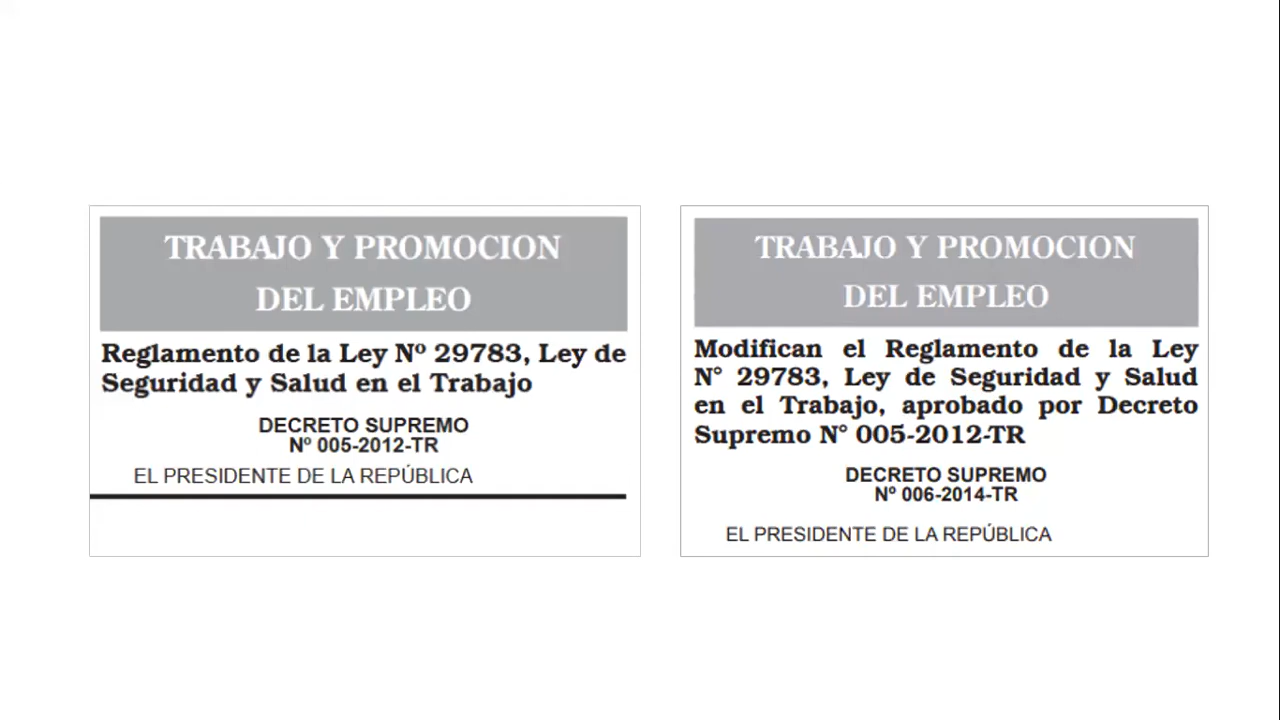 TRABAJO Y PROMOCION
DEL EMPLEO
Reglamento de la Ley Nº 29783, Ley de
Seguridad y Salud en el Trabajo
DECRETO SUPREMO
Nº 005-2012-TR
EL PRESIDENTE DE LA REPÚBLICA
TRABAJO Y PROMOCION
DEL EMPLEO
Modifican el Reglamento de la Ley
N° 29783, Ley de Seguridad y Salud
en el Trabajo, aprobado por Decreto
Supremo N° 005-2012-TR
DECRETO SUPREMO
Nº 006-2014-TR
EL PRESIDENTE DE LA REPÚBLICA